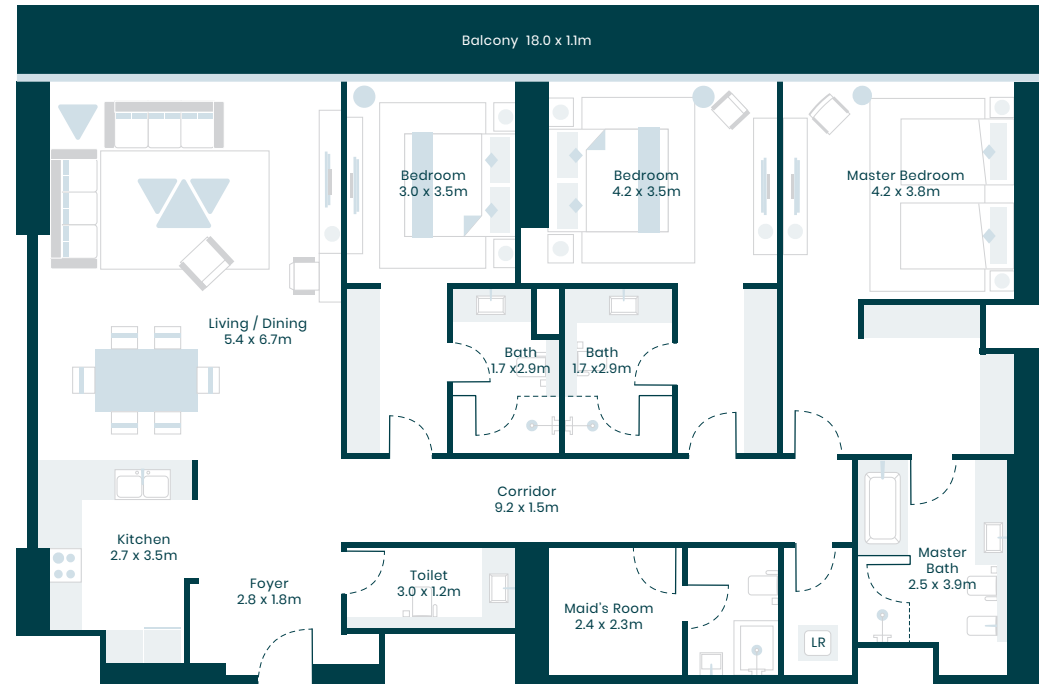 Balcony 18.0 x 1.1m
Bedroom
3.0 x 3.5m
Bedroom
4.2 x 3.5m
Master Bedroom
4.2 x 3.8m
Living / Dining
5.4 x 6.7m
Bath
1.7 x2.9m
Bath
1.7 x2.9m
Corridor
9.2 x 1.5m
Kitchen
2.7 x 3.5m
Foyer
2.8 x 1.8m
Toilet
3.0 x 1.2m
Maid's Room
2.4 x 2.3m
Master
Bath
2.5 x 3.9m
LR